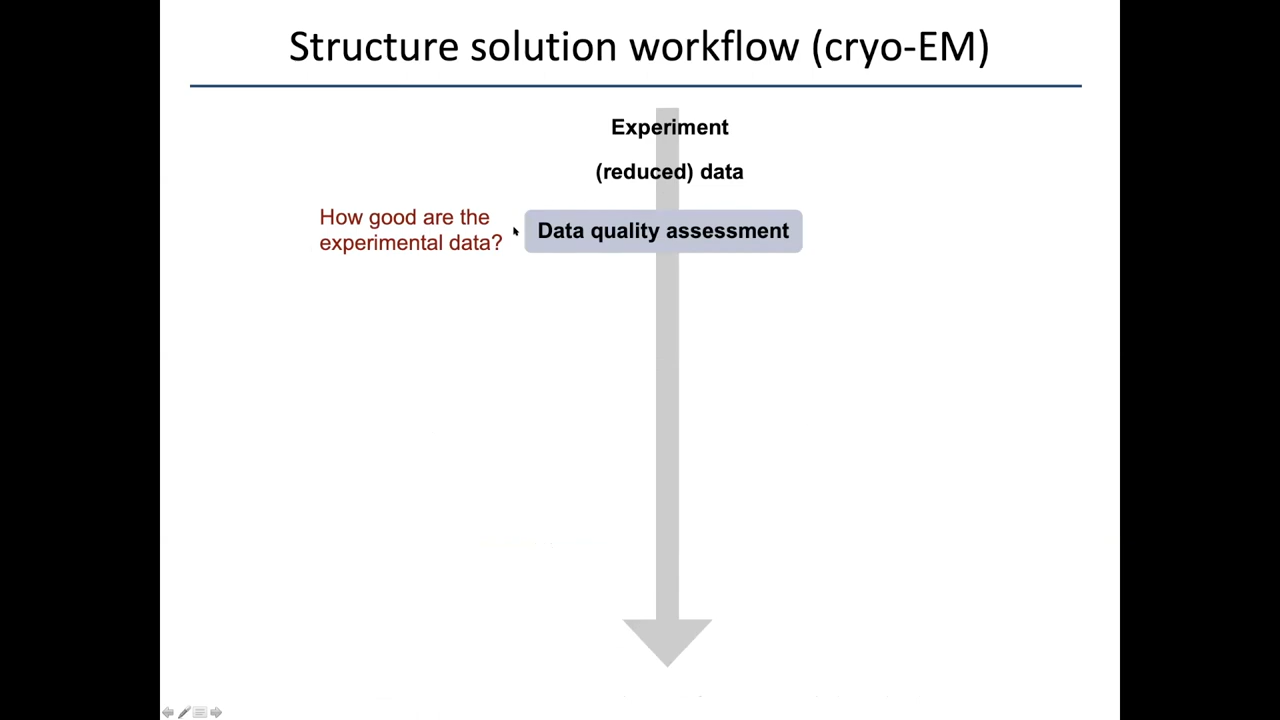 Structure solution workflow (cryo-EM)
Experiment
(reduced) data
How good are the
experimental data?
Data quality assessment